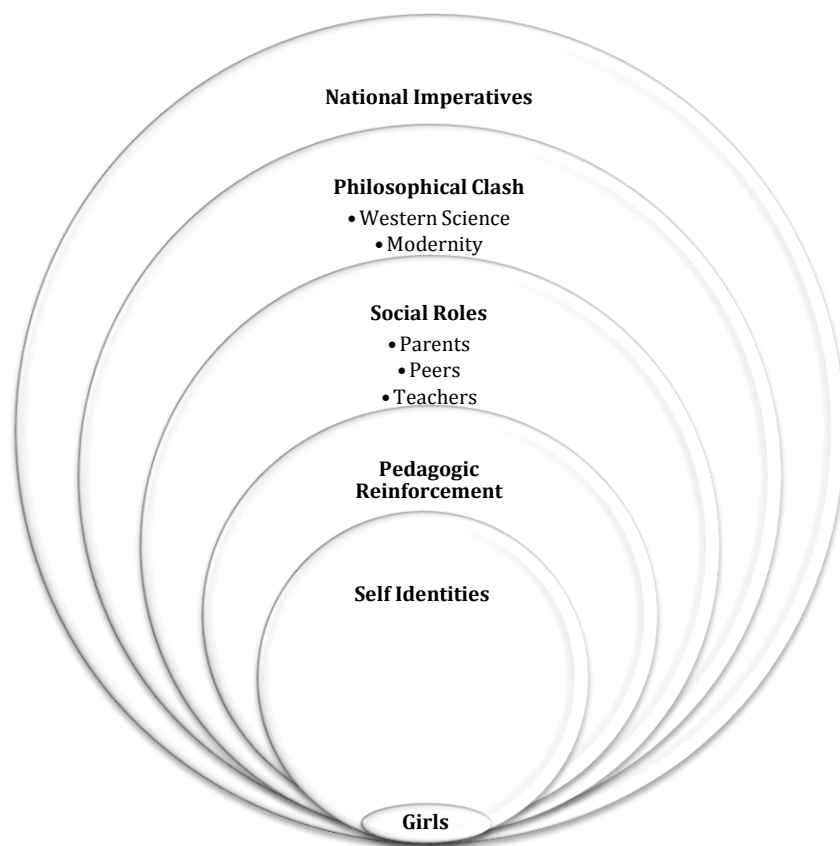 National Imperatives
Philosophical Clash
• Western Science
• Modernity
Social Roles
• Parents
• Peers
• Teachers
Pedagogic
Reinforcement
Self Identities
Girls